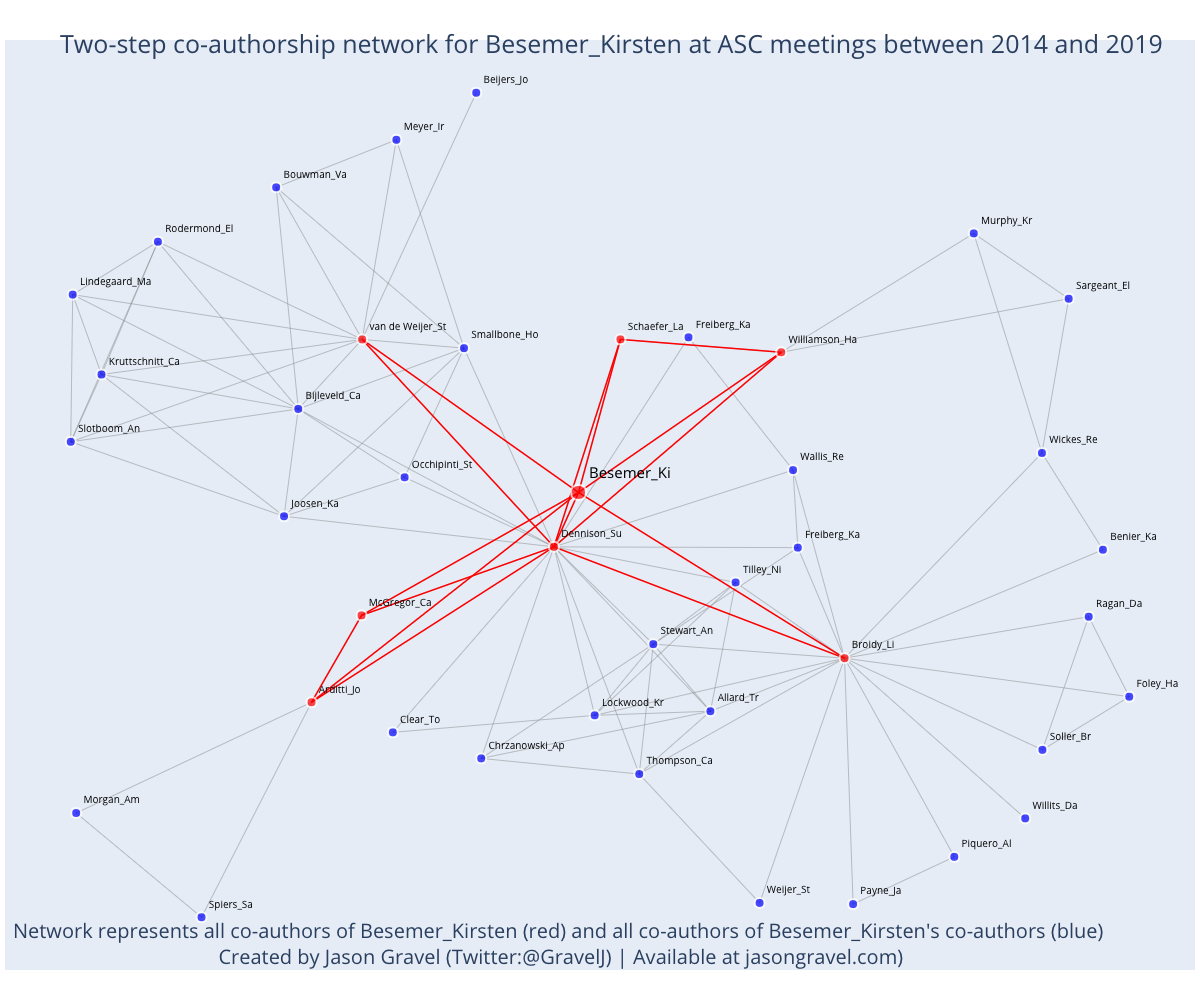 Two-step co-authorship network for Besemer_Kirsten at ASC meetings between 2014 and 2019
Beijers_Jo
Meyer_Ir
Bouwman_Va
Murphy_Kr
Rodermond_El
Lindegaard_Ma
Sargeant_El
van de Weijer_St
Schaefer_La
Freiberg_Ka
Smallbone_Ho
Williamson_Ha
Kruttschnitt_Ca
Bijleveld_Ca
Slotboom_An
Wickes_Re
Wallis_Re
Occhipinti_St
Besemer_Ki
Joosen_Ka
Dennison_Su
Freiberg_Ka
Benier_Ka
Tilley_Ni
McGregor_Ca
Ragan_Da
Stewart_An
Broidy_Li
Foley_Ha
Arditti_Jo
Lockwood_Kr
Allard_Tr
Clear_To
Soller_Br
Chrzanowski_Ap
Thompson_Ca
Morgan_Am
Willits_Da
Piquero_Al
Weijer_St
Payne_Ja
Spiers_Sa
Network represents all co-authors of Besemer_Kirsten (red) and all co-authors of Besemer_Kirsten's co-authors (blue)
Created by Jason Gravel (Twitter:@GravelJ) | Available at jasongravel.com)